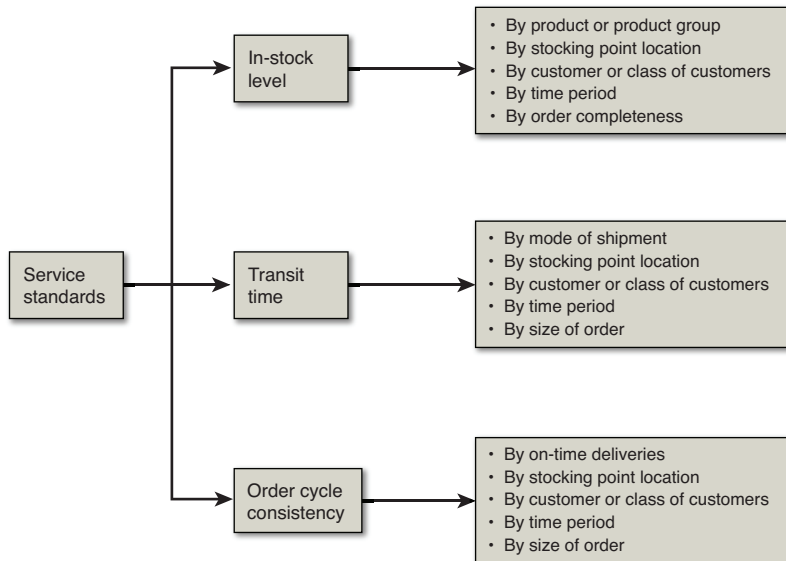 In-stock
level
• By product or product group
• By stocking point location
• By customer or class of customers
• By time period
• By order completeness
Service
standards
Transit
time
• By mode of shipment
• By stocking point location
• By customer or class of customers
• By time period
• By size of order
Order cycle
consistency
• By on-time deliveries
• By stocking point location
• By customer or class of customers
• By time period
• By size of order